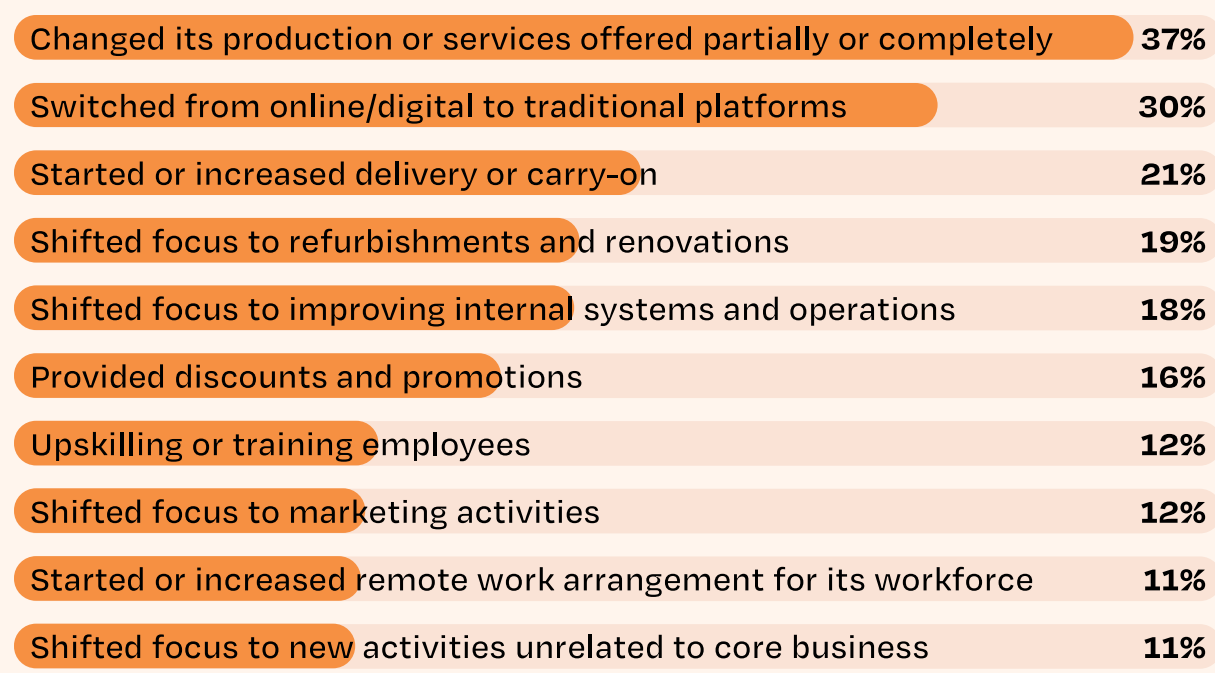 Changed its production or services offered partially or completely 37%
Switched from online/digital to traditional platforms 30%
Started or increased delivery or carry-on 21%
Shifted focus to refurbishments and renovations 19%
Shifted focus to improving internal systems and operations 18%
Provided discounts and promotions 16%
Upskilling or training employees 12%
Shifted focus to marketing activities 12%
Started or increased remote work arrangement for its workforce 11%
Shifted focus to new activities unrelated to core business 11%